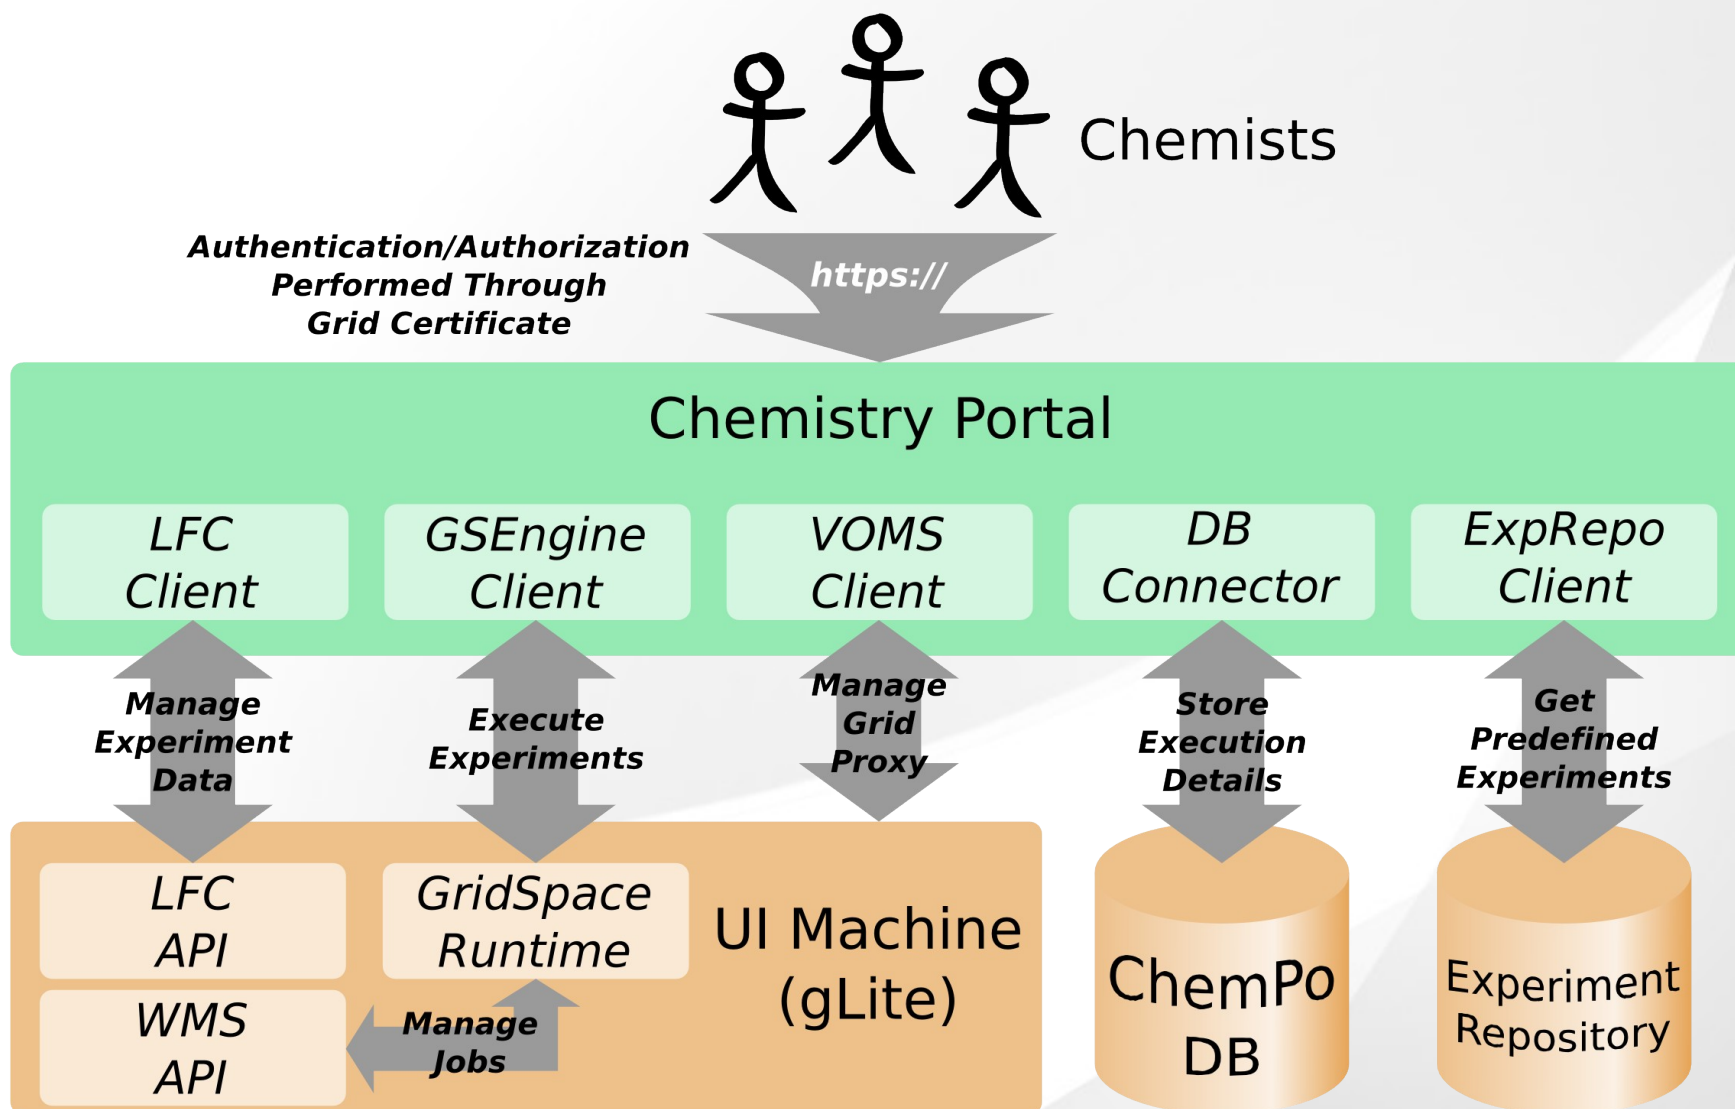 Chemists
Authentication/Authorization
Performed Through
Grid Certificate
https://
Chemistry Portal
LFC
Client
GSEngine
Client
VOMS
Client
DB
Connector
ExpRepo
Client
Manage
Experiment
Data
Execute
Experiments
Manage
Grid
Proxy
Store
Execution
Details
Get
Predefined
Experiments
LFC
API
GridSpace
Runtime
UI Machine
(gLite)
WMS
API
Manage
Jobs
ChemPo
DB
Experiment
Repository